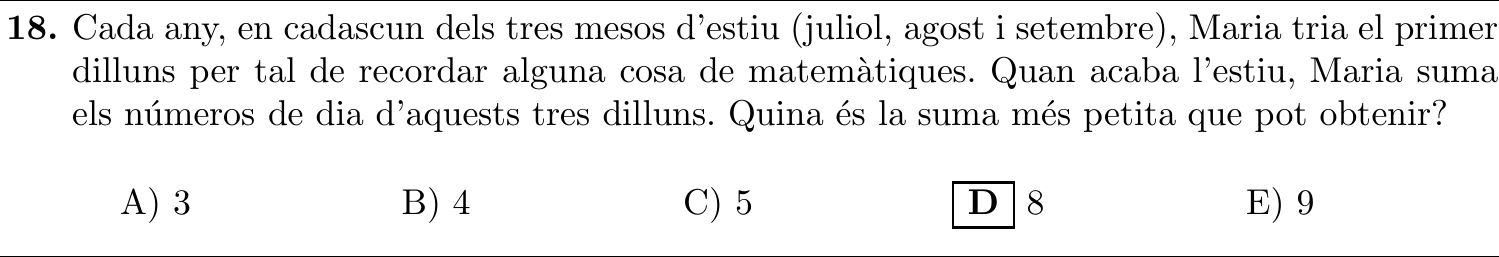 18. Cada any, en cadascun dels tres mesos d'estiu (juliol, agost i setembre), Maria tria el primer
dilluns per tal de recordar alguna cosa de matemàtiques. Quan acaba l'estiu, Maria suma
els números de dia d'aquests tres dilluns. Quina és la suma més petita que pot obtenir?
A) 3 B) 4 C) 5 D 8 E) 9